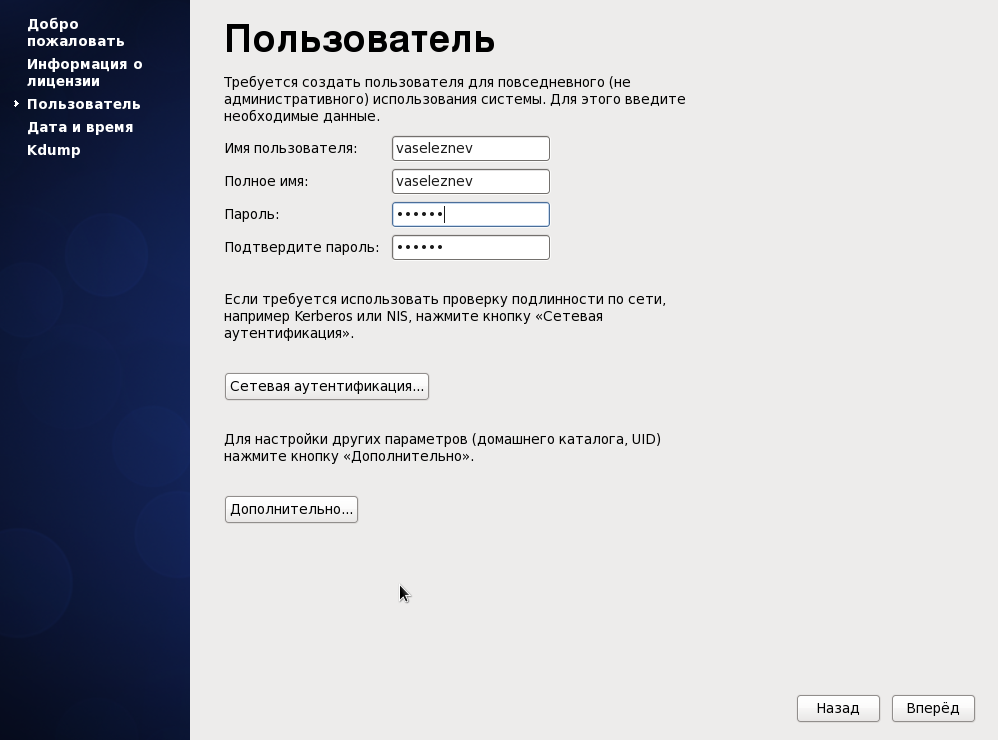 Добро
пожаловать
Информация о
лицензии
Пользователь
Дата и время
Kdump
Пользователь
Требуется создать пользователя для повседневного (не
административного) использования системы. Для этого введите
необходимые данные.
Имя пользователя: vaseleznev
Полное имя: vaseleznev
Пароль: ••••••
Подтвердите пароль: ••••••
Если требуется использовать проверку подлинности по сети,
например Kerberos или NIS, нажмите кнопку «Сетевая
аутентификация».
Сетевая аутентификация...
Для настройки других параметров (домашнего каталога, UID)
нажмите кнопку «Дополнительно».
Дополнительно...
Назад Вперёд